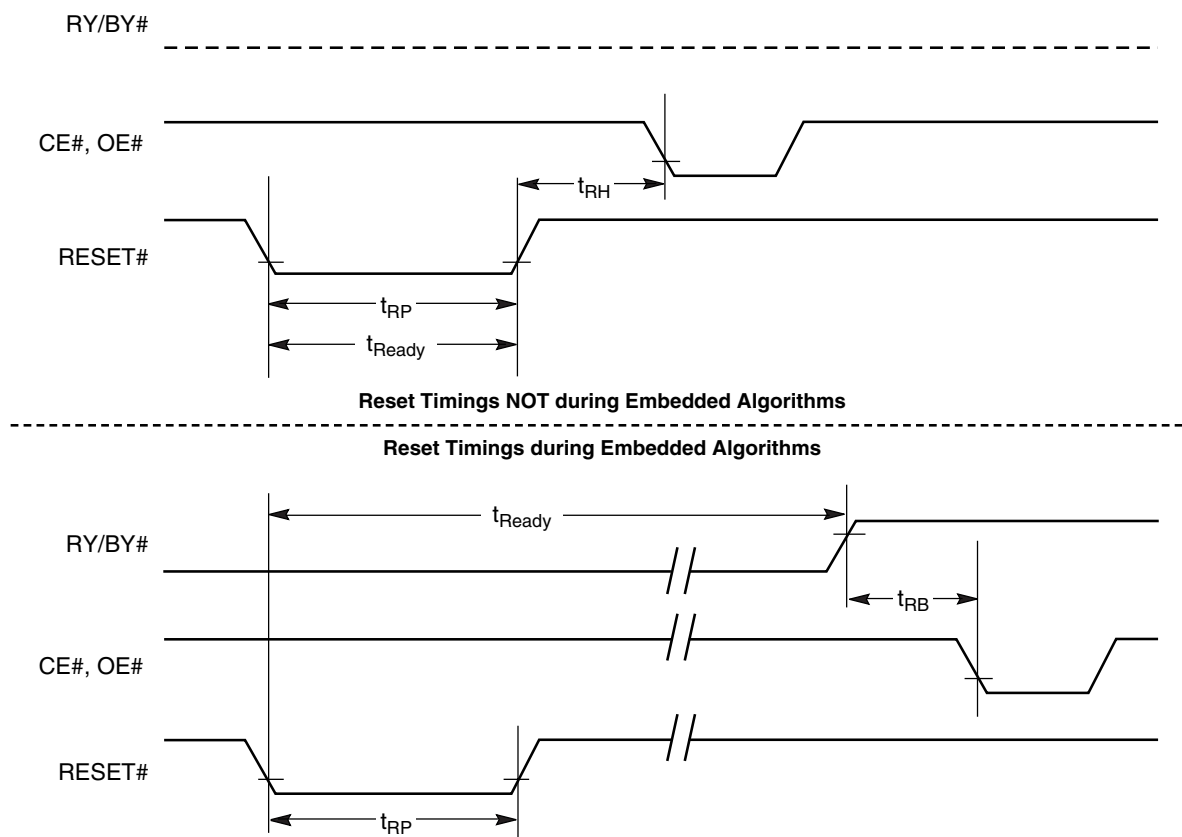 RY/BY#
CE#, OE#
tRH
RESET#
tRP
tReady
Reset Timings NOT during Embedded Algorithms
Reset Timings during Embedded Algorithms
tReady
RY/BY#
tRB
CE#, OE#
RESET#
tRP